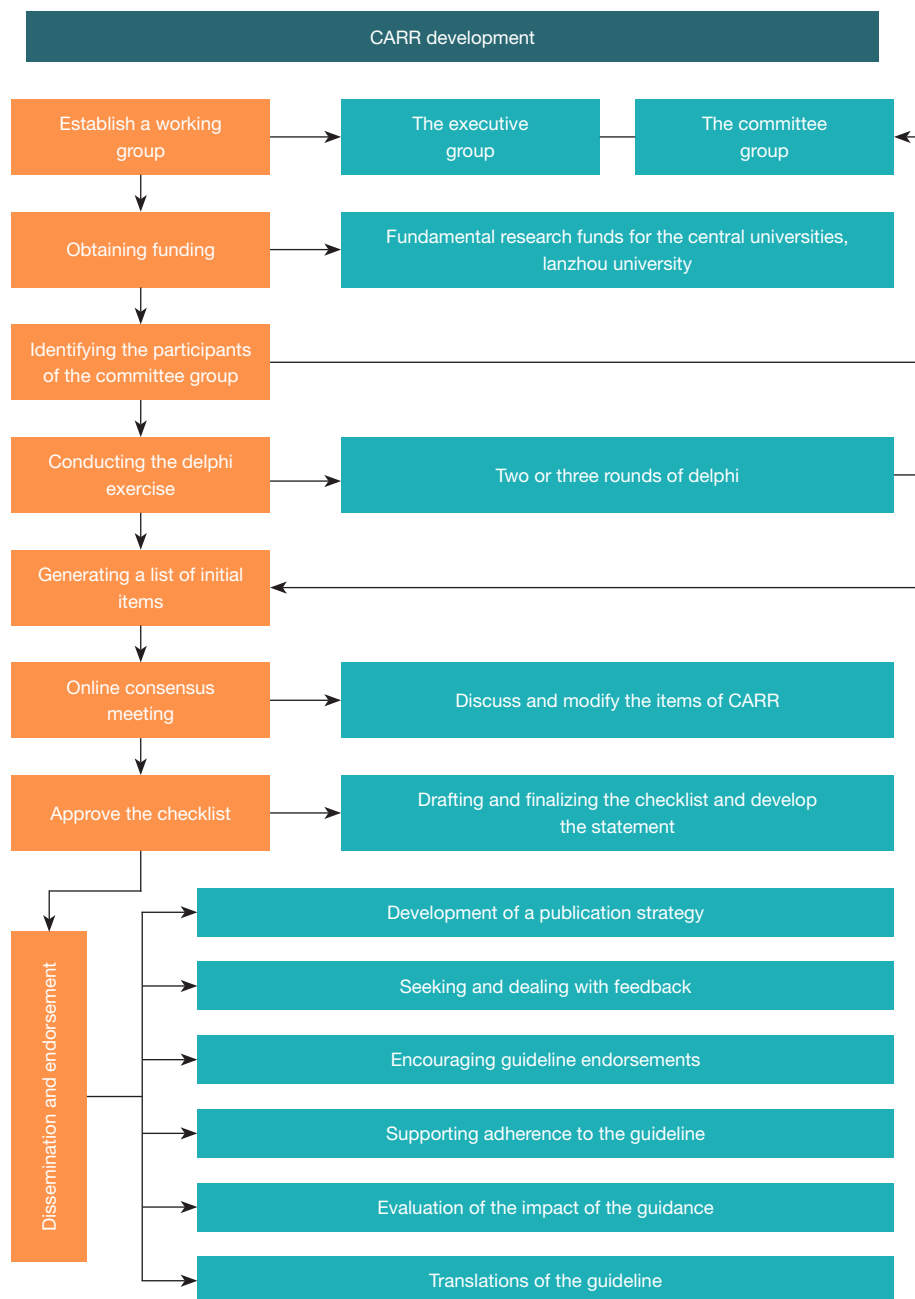 CARR development
Establish a working
group
The executive
group
The committee
group
Obtaining funding
Fundamental research funds for the central universities,
lanzhou university
Identifying the participants
of the committee group
Conducting the delphi
exercise
Two or three rounds of delphi
Generating a list of initial
items
Online consensus
meeting
Discuss and modify the items of CARR
Approve the checklist
Drafting and finalizing the checklist and develop
the statement
Dissemination and endorsement
Development of a publication strategy
Seeking and dealing with feedback
Encouraging guideline endorsements
Supporting adherence to the guideline
Evaluation of the impact of the guidance
Translations of the guideline